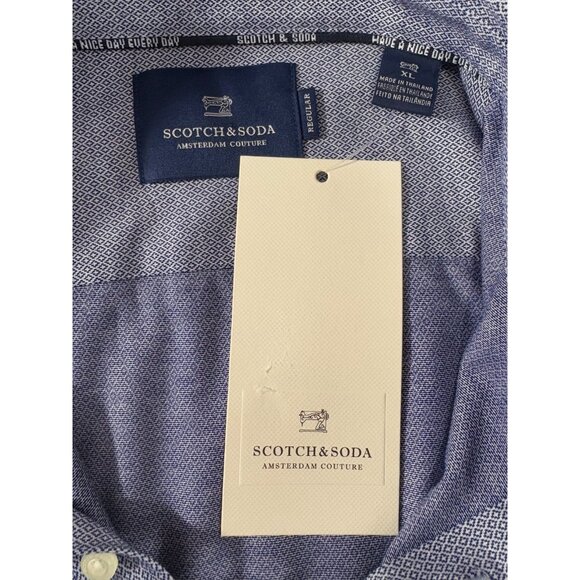 HAVE A NICE DAY EVERY DAY
SCOTCH & SODA
HAVE A NICE DAY EVERY
SCOTCH&SODA
AMSTERDAM COUTURE
REGULAR
XL
MADE IN THAILAND
FABRIQUÉ EN THAÏLANDE
FEITO NA TAILÂNDIA
SCOTCH&SODA
AMSTERDAM COUTURE